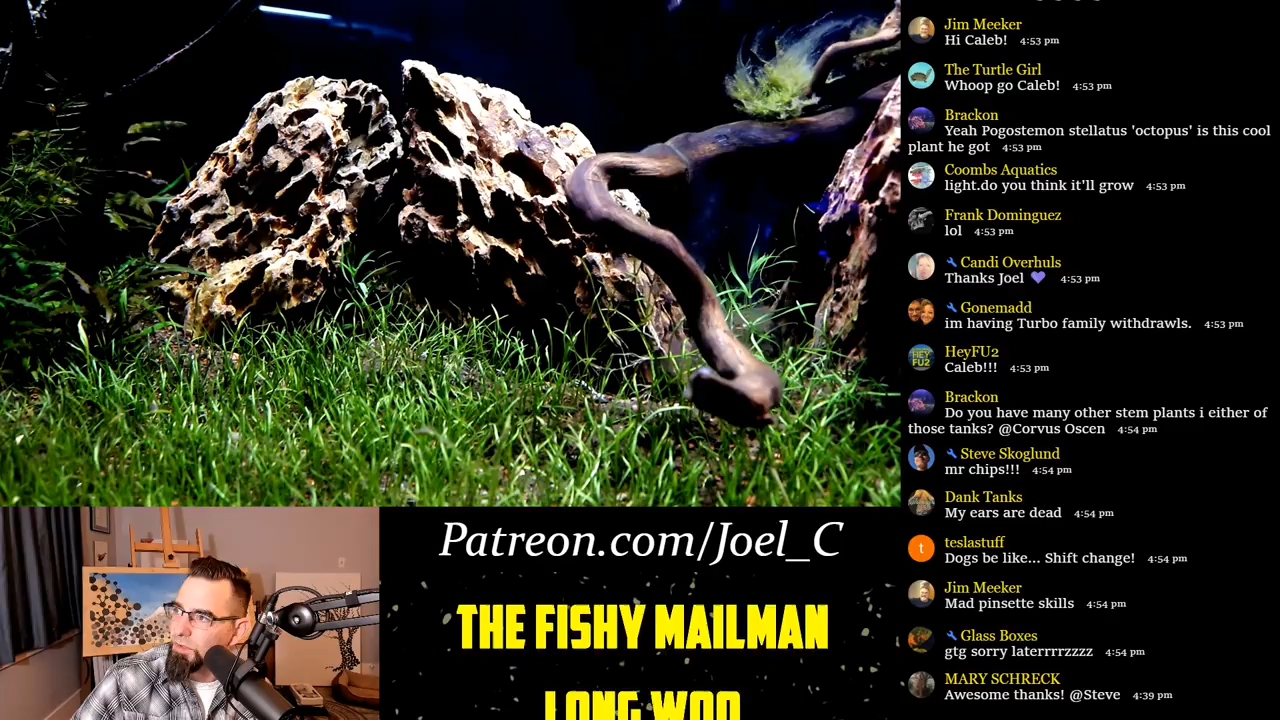 Jim Meeker
Hi Caleb! 4:53 pm
The Turtle Girl
Whoop go Caleb! 4:53 pm
Brackon
Yeah Pogostemon stellatus 'octopus' is this cool
plant he got 4:53 pm
Coombs Aquatics
light.do you think it'll grow 4:53 pm
Frank Dominguez
lol 4:53 pm
Candi Overhuls
Thanks Joel 💜 4:53 pm
Gonemadd
im having Turbo family withdrawls. 4:53 pm
HeyFU2
HEY
FU2
Caleb!!! 4:53 pm
Brackon
Do you have many other stem plants i either of
those tanks? @Corvus Oscen 4:54 pm
Steve Skoglund
mr chips!!! 4:54 pm
Dank Tanks
My ears are dead 4:54 pm
teslastuff
t
Dogs be like... Shift change! 4:54 pm
Jim Meeker
Mad pinsette skills 4:54 pm
Glass Boxes
gtg sorry laterrrrzzzz 4:54 pm
MARY SCHRECK
Awesome thanks! @Steve 4:39 pm
Patreon.com/Joel_C
THE FISHY MAILMAN
LONG WOO